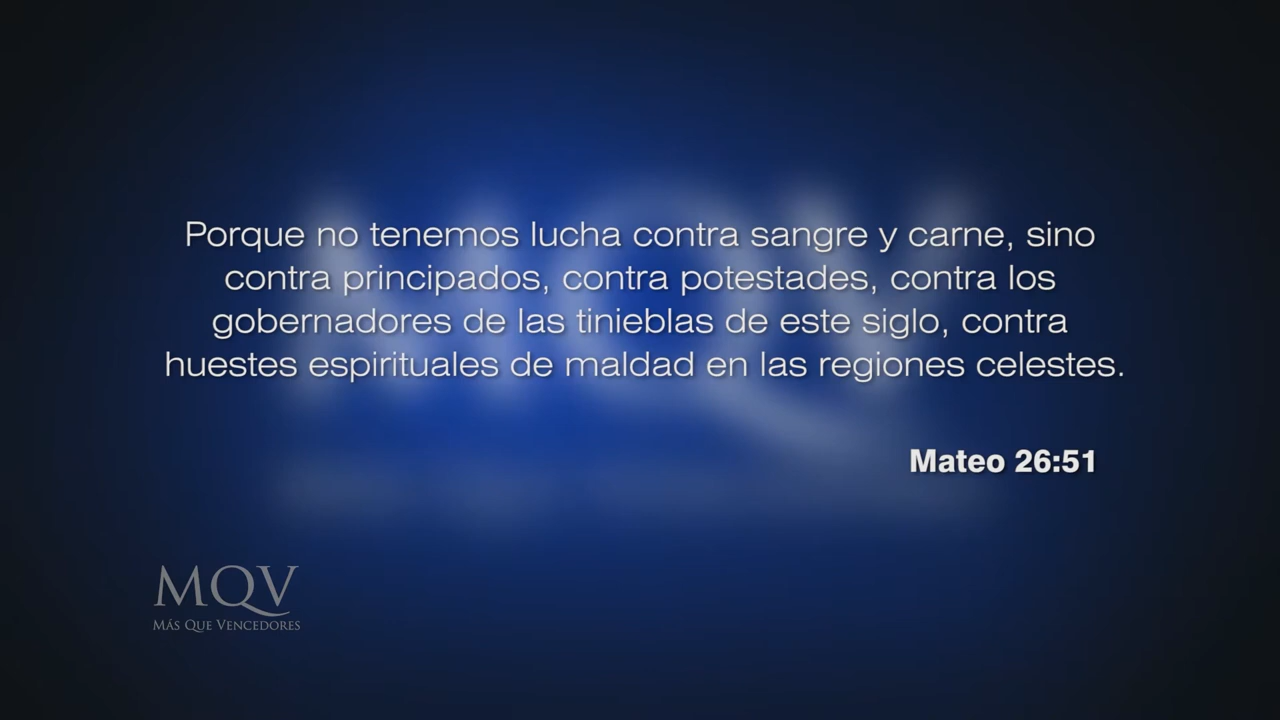 Porque no tenemos lucha contra sangre y carne, sino
contra principados, contra potestades, contra los
gobernadores de las tinieblas de este siglo, contra
huestes espirituales de maldad en las regiones celestes.
Mateo 26:51
MQV
MÁS QUE VENCEDORES